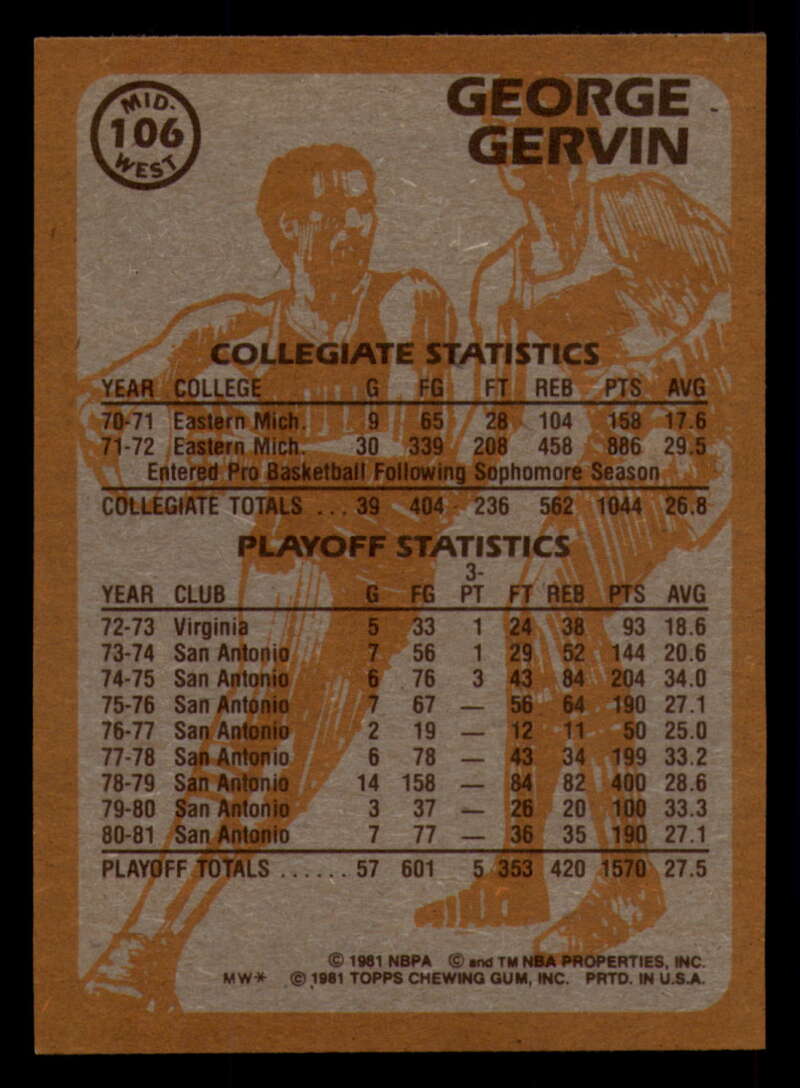 MID-
106
WEST
GEORGE
GERVIN
COLLEGIATE STATISTICS
YEAR COLLEGE G FG FT REB PTS AVG
70-71 Eastern Mich. 9 65 28 104 158 17.6
71-72 Eastern Mich. 30 339 208 458 886 29.5
Entered Pro Basketball Following Sophomore Season
COLLEGIATE TOTALS ... 39 404 236 562 1044 26.8
PLAYOFF STATISTICS
3-
YEAR CLUB G FG PT FT REB PTS AVG
72-73 Virginia 5 33 1 24 38 93 18.6
73-74 San Antonio 7 56 1 29 52 144 20.6
74-75 San Antonio 6 76 3 43 84 204 34.0
75-76 San Antonio 7 67 — 56 64 190 27.1
76-77 San Antonio 2 19 — 12 11 50 25.0
77-78 San Antonio 6 78 — 43 34 199 33.2
78-79 San Antonio 14 158 — 84 82 400 28.6
79-80 San Antonio 3 37 — 26 20 100 33.3
80-81 San Antonio 7 77 — 36 35 190 27.1
PLAYOFF TOTALS ...... 57 601 5 353 420 1570 27.5
© 1981 NBPA © and TM NBA PROPERTIES, INC.
MW* © 1981 TOPPS CHEWING GUM, INC. PRTD. IN U.S.A.